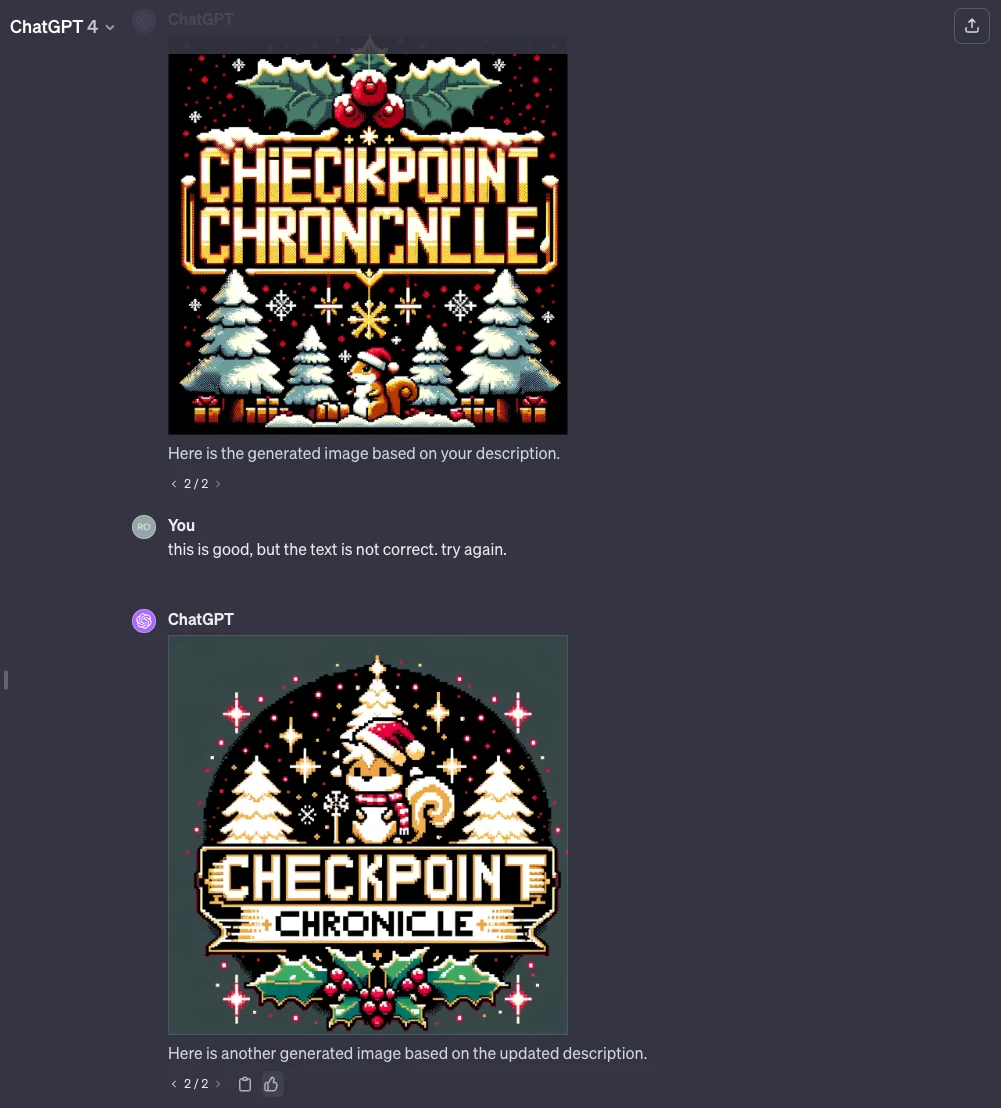 ChatGPT 4
ChatGPT
CHIECIKPOIINT
CHRONCNCLE
Here is the generated image based on your description.
2 / 2
RO
You
this is good, but the text is not correct. try again.
ChatGPT
CHECKPOINT
CHRONICLE
Here is another generated image based on the updated description.
2 / 2